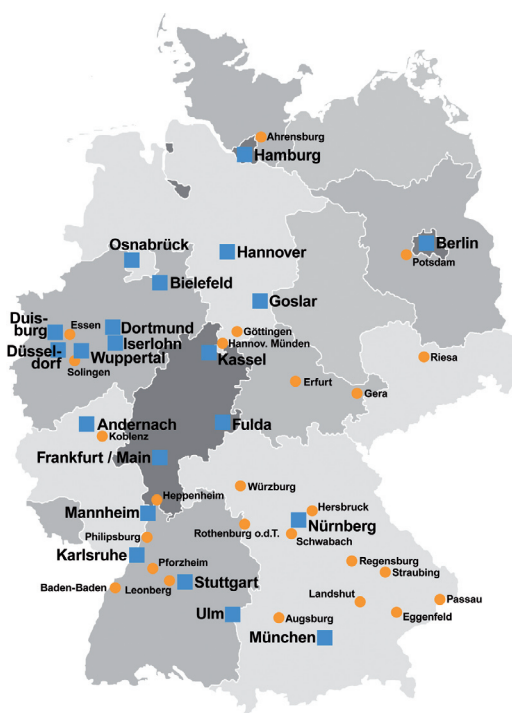 Ahrensburg
Hamburg
Osnabrück
Hannover
Berlin
Potsdam
Bielefeld
Goslar
Duis-
burg
Essen
Dortmund
Göttingen
Iserlohn
Hannov. Münden
Düssel-
dorf
Wuppertal
Kassel
Riesa
Solingen
Erfurt
Gera
Andernach
Fulda
Koblenz
Frankfurt / Main
Würzburg
Heppenheim
Hersbruck
Mannheim
Nürnberg
Rothenburg o.d.T.
Schwabach
Philipsburg
Karlsruhe
Regensburg
Pforzheim
Straubing
Stuttgart
Baden-Baden
Leonberg
Landshut
Passau
Ulm
Augsburg
Eggenfeld
München